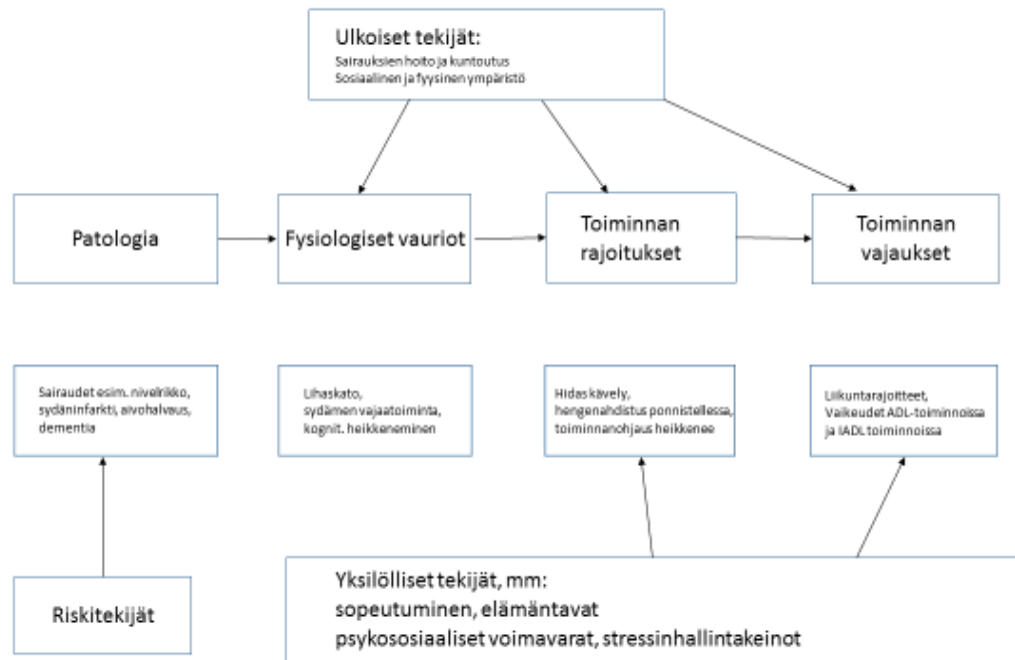 Ulkoiset tekijät:
Sairauksien hoito ja kuntoutus
Sosiaalinen ja fyysinen ympäristö
Patologia
Fysiologiset vauriot
Toiminnan
rajoitukset
Toiminnan
vajaukset
Sairaudet esim. nivelrikko,
sydäninfarkti, aivohalvaus,
dementia
Lihaskato,
sydämen vajaatoiminta,
kognit. heikkeneminen
Hidas kävely,
hengenahdistus ponnistellessa,
toiminnanohjaus heikkenee
Liikuntarajoitteet,
Vaikeudet ADL-toiminnoissa
ja IADL toiminnoissa
Riskitekijät
Yksilölliset tekijät, mm:
sopeutuminen, elämäntavat
psykososiaaliset voimavarat, stressinhallintakeinot